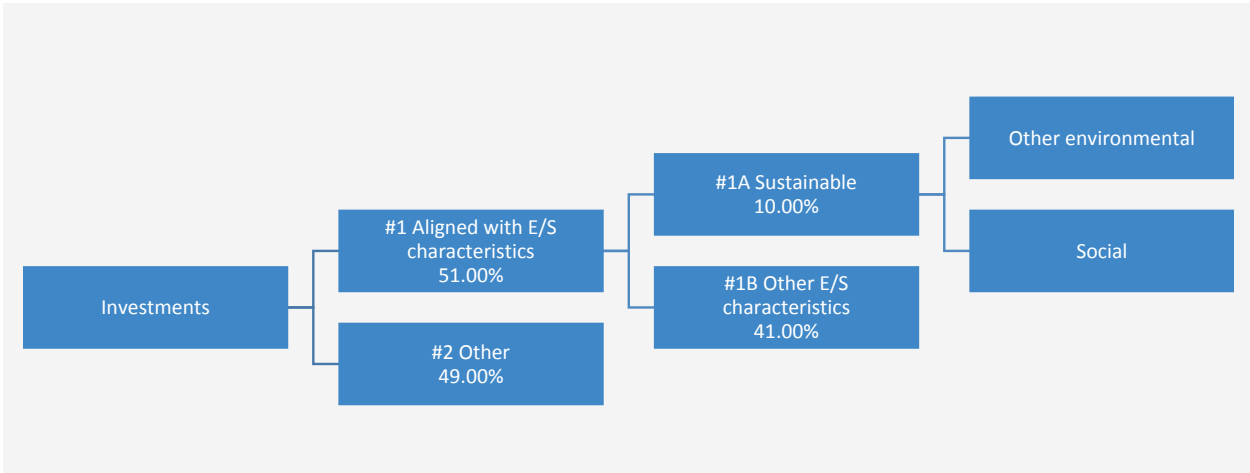 Investments
#1 Aligned with E/S
characteristics
51.00%
#2 Other
49.00%
#1A Sustainable
10.00%
#1B Other E/S
characteristics
41.00%
Other environmental
Social